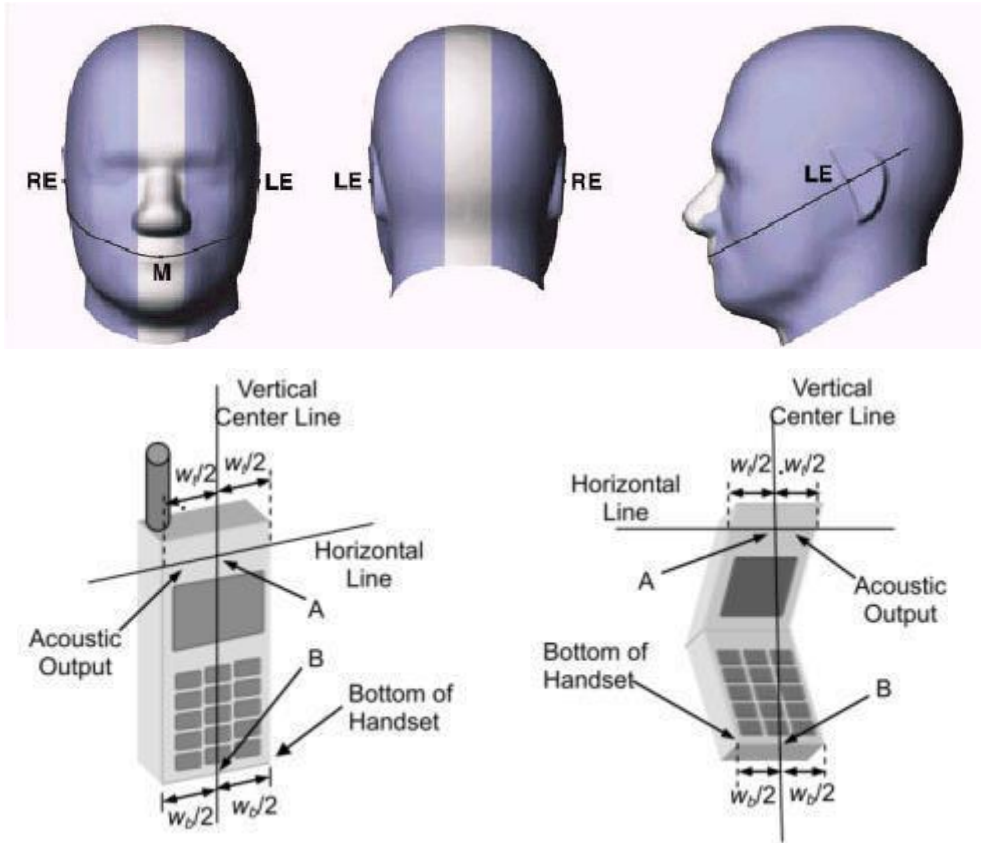 RE
LE
M
LE
RE
LE
Vertical
Center Line
wt/2
wt/2
Horizontal
Line
A
Acoustic
Output
B
Bottom of
Handset
wb/2
wb/2
Vertical
Center Line
wt/2
wt/2
Horizontal
Line
A
Acoustic
Output
Bottom of
Handset
B
wb/2
wb/2